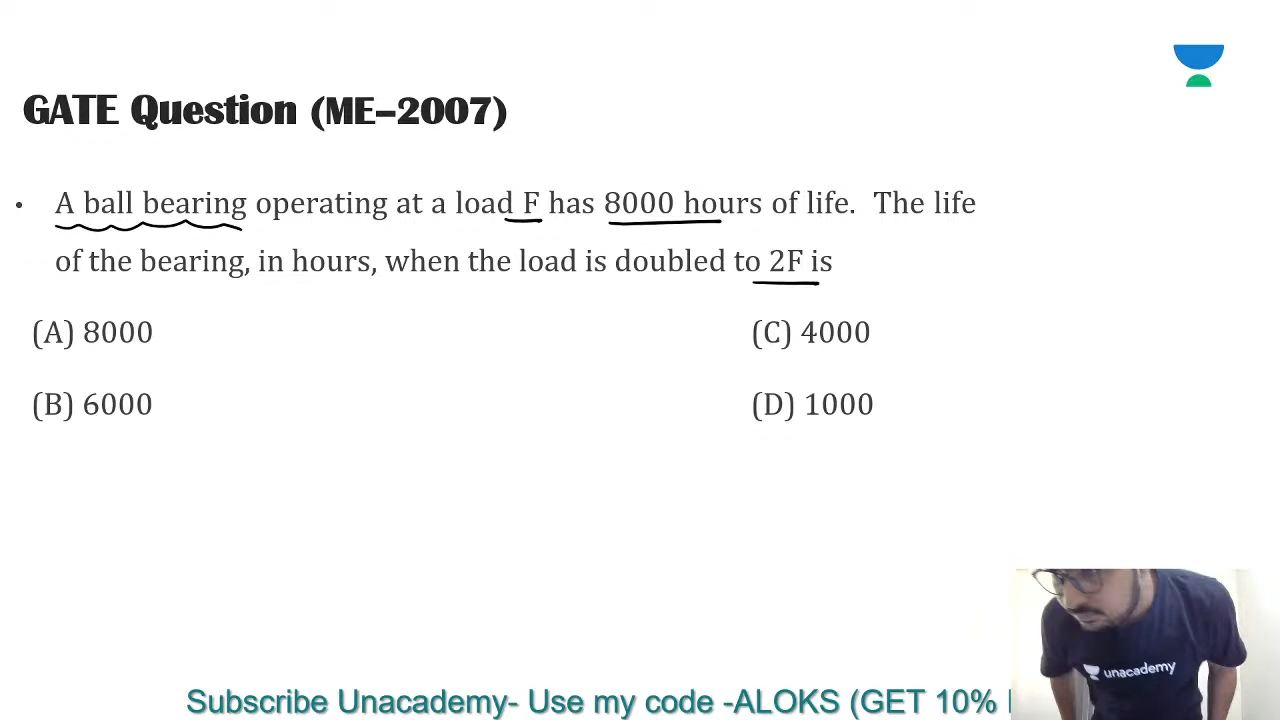 GATE Question (ME–2007)
• A ball bearing operating at a load F has 8000 hours of life. The life
of the bearing, in hours, when the load is doubled to 2F is
(A) 8000
(C) 4000
(B) 6000
(D) 1000
unacademy
Subscribe Unacademy- Use my code -ALOKS (GET 10%